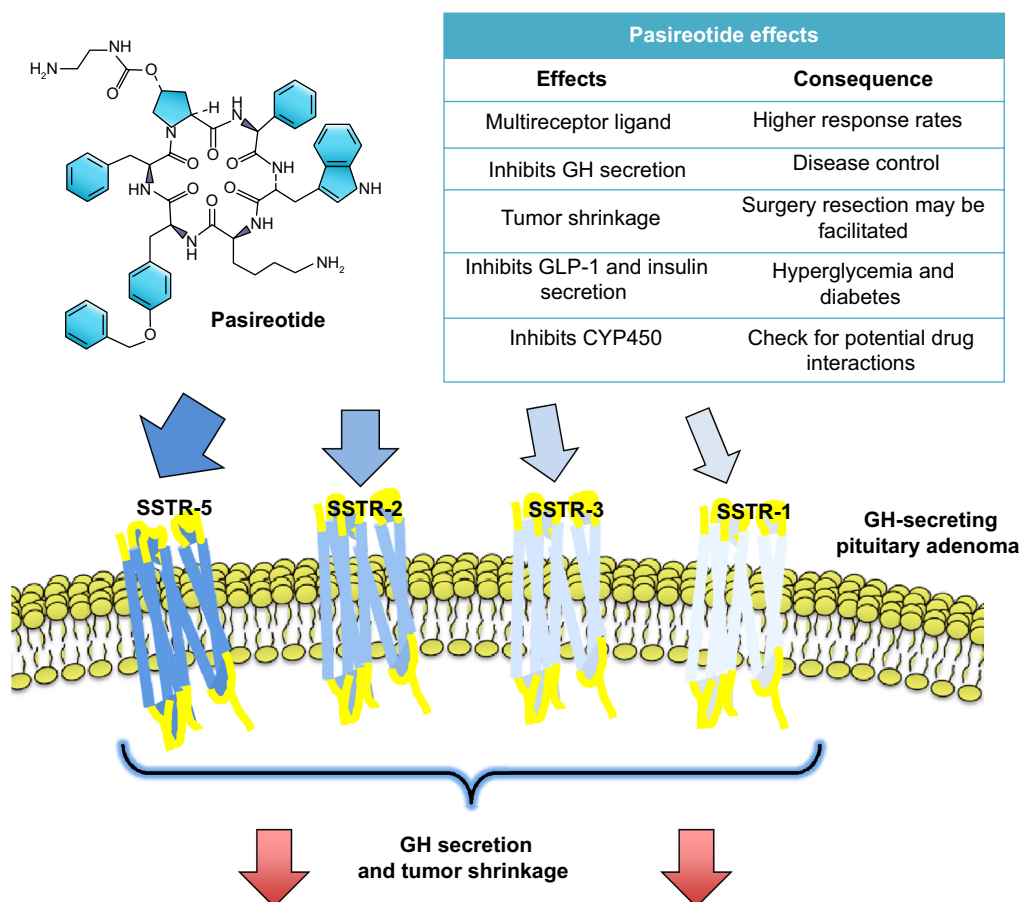 Pasireotide effects
Effects Consequence
Multireceptor ligand Higher response rates
Inhibits GH secretion Disease control
Tumor shrinkage Surgery resection may be
facilitated
Inhibits GLP-1 and insulin Hyperglycemia and
secretion diabetes
Inhibits CYP450 Check for potential drug
interactions
H₂N
NH
O
O
H
N
H
N
O
O
O
NH
NH
NH
O
O
O
NH
N
H
NH₂
O
Pasireotide
SSTR-5
SSTR-2
SSTR-3
SSTR-1
GH-secreting
pituitary adenoma
GH secretion
and tumor shrinkage